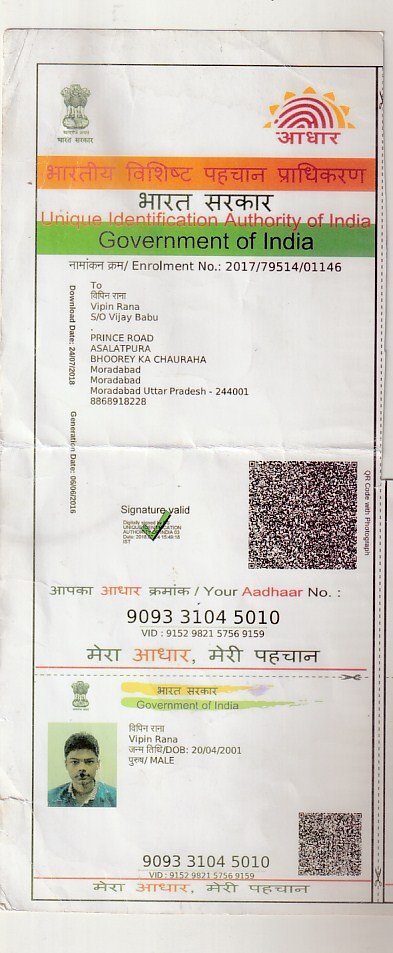 भारत सरकार
आधार
भारतीय विशिष्ट पहचान प्राधिकरण
भारत सरकार
Unique Identification Authority of India
Government of India
नामांकन क्रम/ Enrolment No.: 2017/79514/01146
To
विपिन राना
Vipin Rana
S/O Vijay Babu
,
PRINCE ROAD
ASALATPURA
BHOOREY KA CHAURAHA
Moradabad
Moradabad
Moradabad Uttar Pradesh - 244001
8868918228
Download Date: 24/07/2018
Generation Date: 06/06/2016
Signature valid
Digitally signed by
QR Code with Photograph
आपका आधार क्रमांक / Your Aadhaar No. :
9093 3104 5010
VID : 9152 9821 5756 9159
मेरा आधार, मेरी पहचान
भारत सरकार
Government of India
विपिन राना
Vipin Rana
जन्म तिथि/DOB: 20/04/2001
पुरुष/ MALE
9093 3104 5010
VID : 9152 9821 5756 9159
मेरा आधार, मेरी पहचान